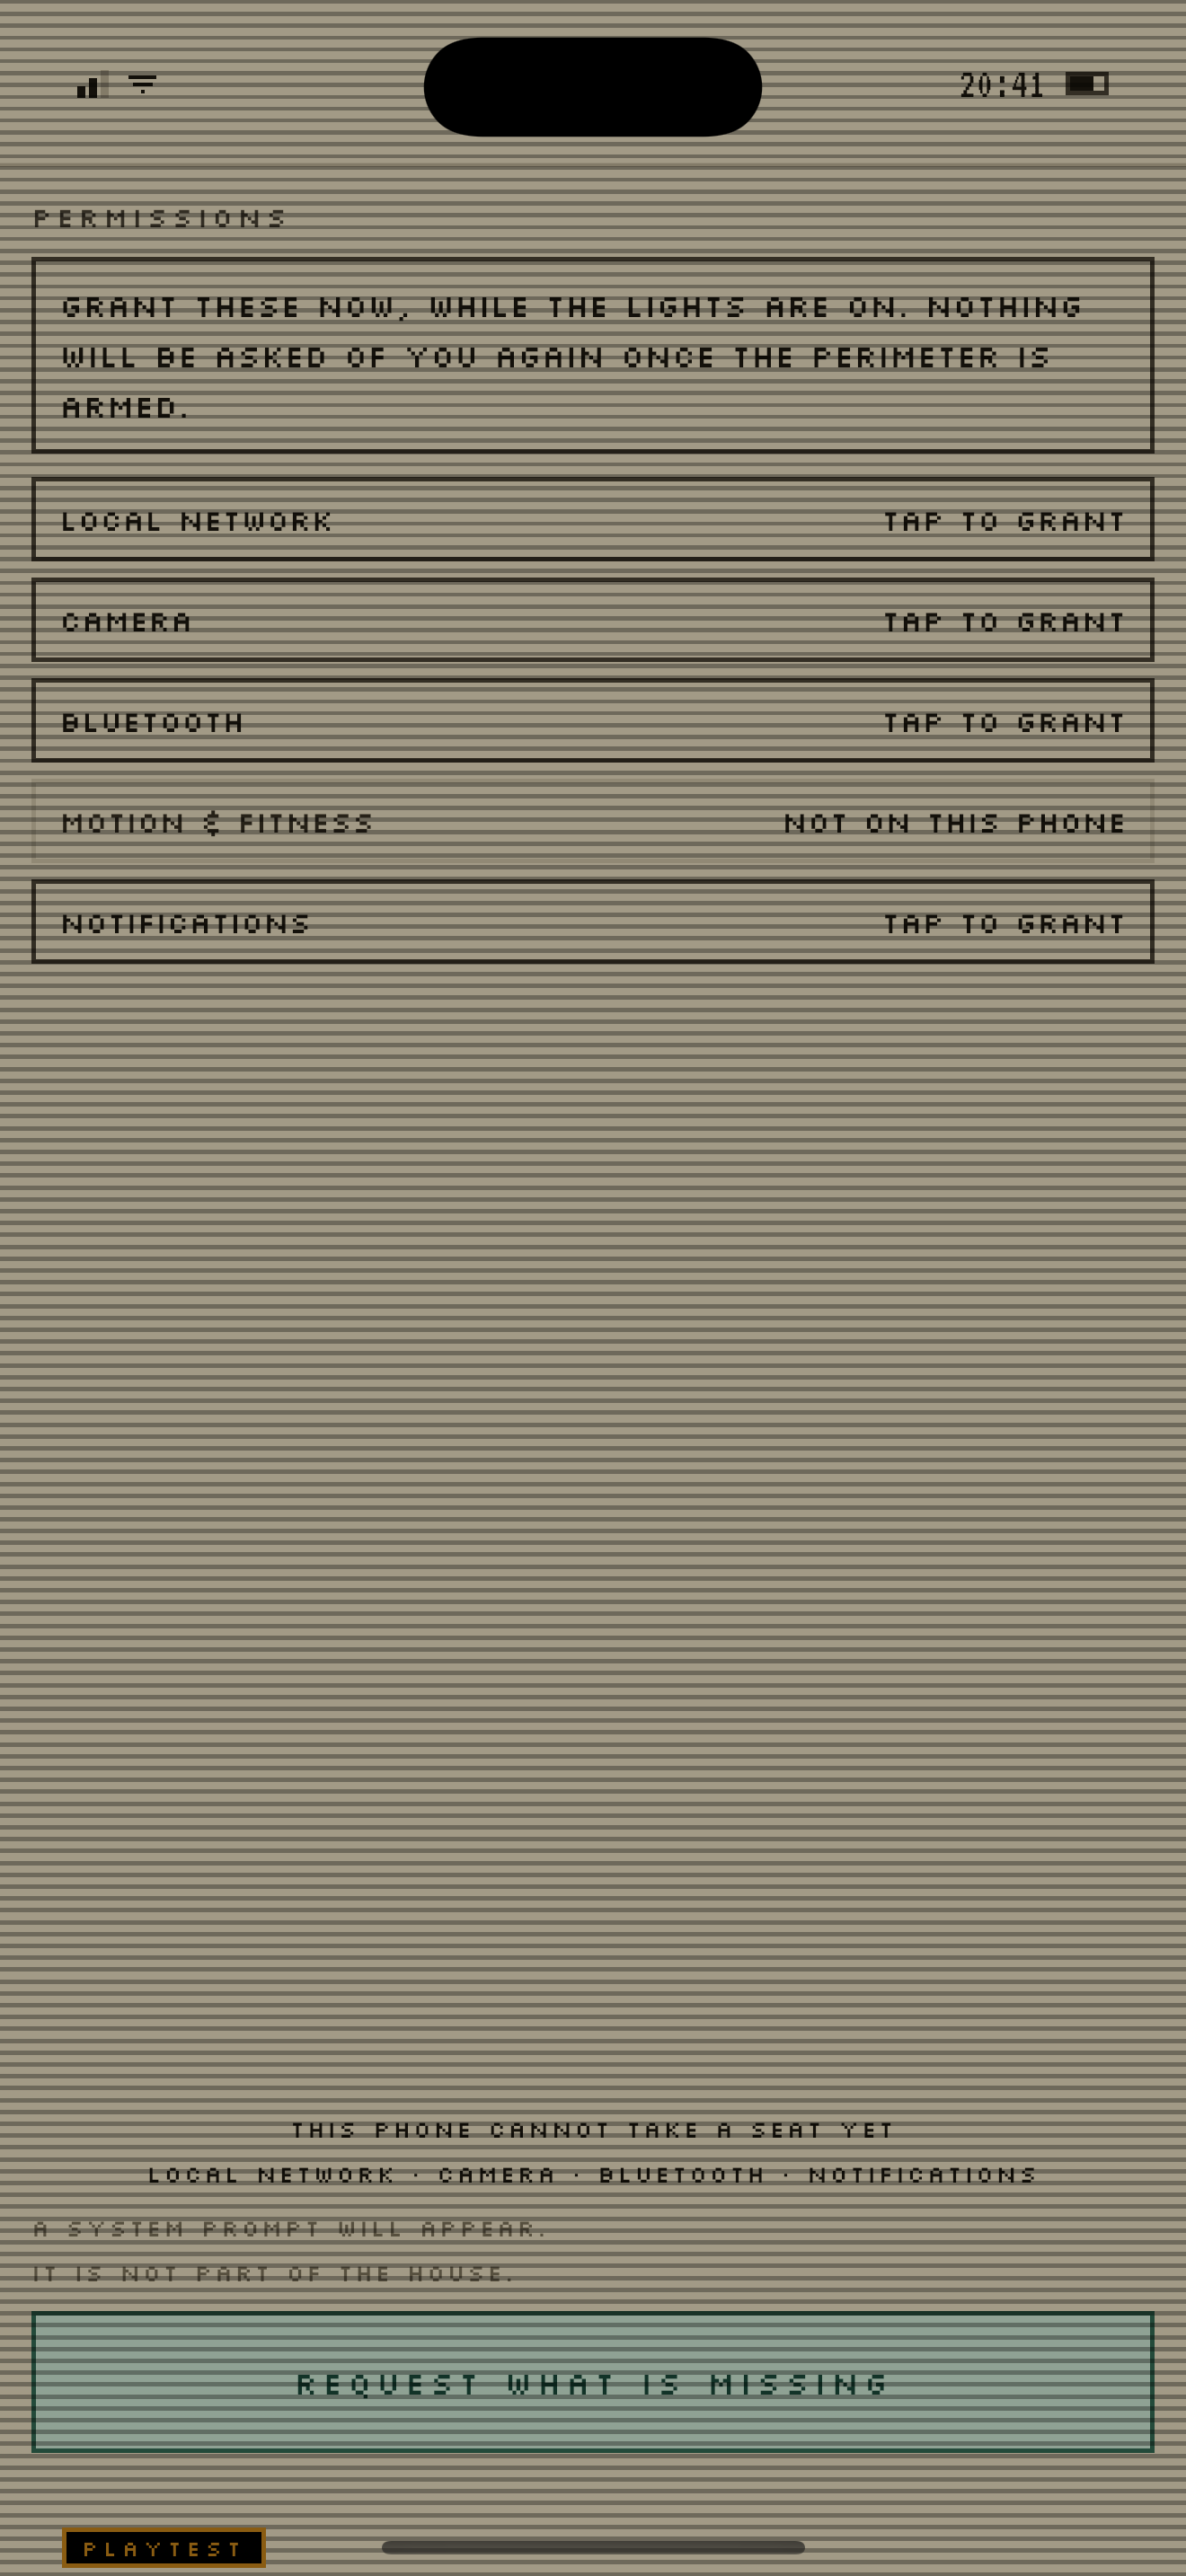 20:41
PERMISSIONS
GRANT THESE NOW, WHILE THE LIGHTS ARE ON. NOTHING
WILL BE ASKED OF YOU AGAIN ONCE THE PERIMETER IS
ARMED.
LOCAL NETWORK TAP TO GRANT
CAMERA TAP TO GRANT
BLUETOOTH TAP TO GRANT
MOTION & FITNESS NOT ON THIS PHONE
NOTIFICATIONS TAP TO GRANT
THIS PHONE CANNOT TAKE A SEAT YET
LOCAL NETWORK · CAMERA · BLUETOOTH · NOTIFICATIONS
A SYSTEM PROMPT WILL APPEAR.
IT IS NOT PART OF THE HOUSE.
REQUEST WHAT IS MISSING
PLAYTEST